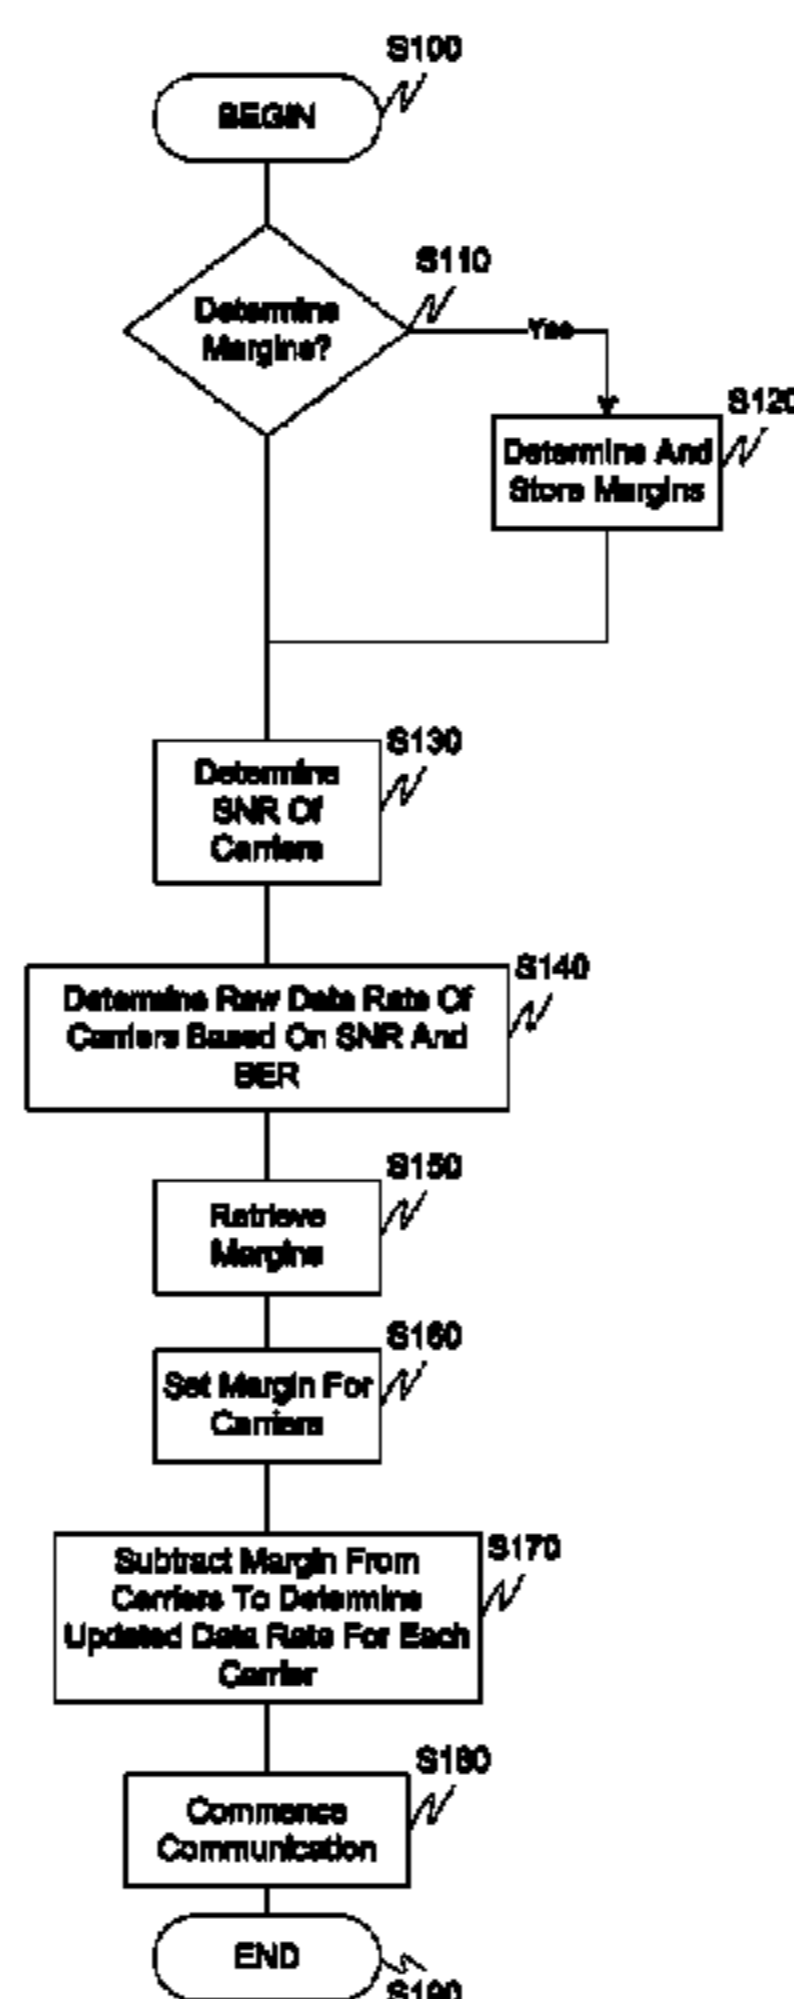 S100
BEGIN
S110
Determine
Margins?
Yes
S120
Determine And
Store Margins
S130
Determine
SNR Of
Carriers
S140
Determine Raw Data Rate Of
Carriers Based On SNR And
BER
S150
Retrieve
Margins
S160
Set Margin For
Carriers
S170
Subtract Margin From
Carriers To Determine
Updated Data Rate For Each
Carrier
S180
Commence
Communication
END
S190